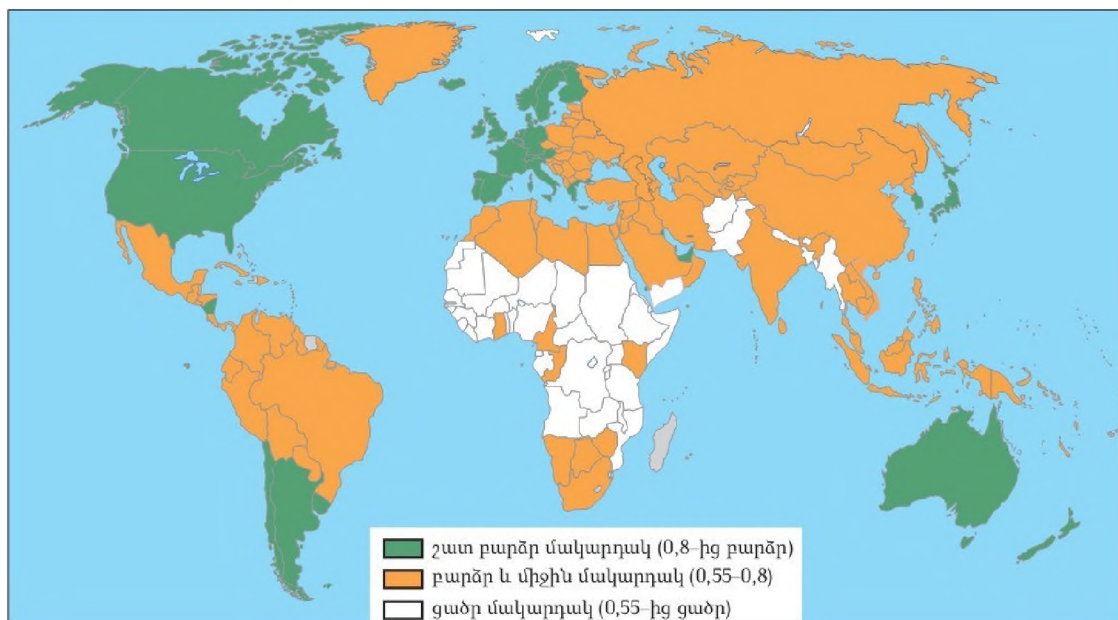 շատ բարձր մակարդակ (0,8–ից բարձր)
բարձր և միջին մակարդակ (0,55–0,8)
ցածր մակարդակ (0,55–ից ցածր)